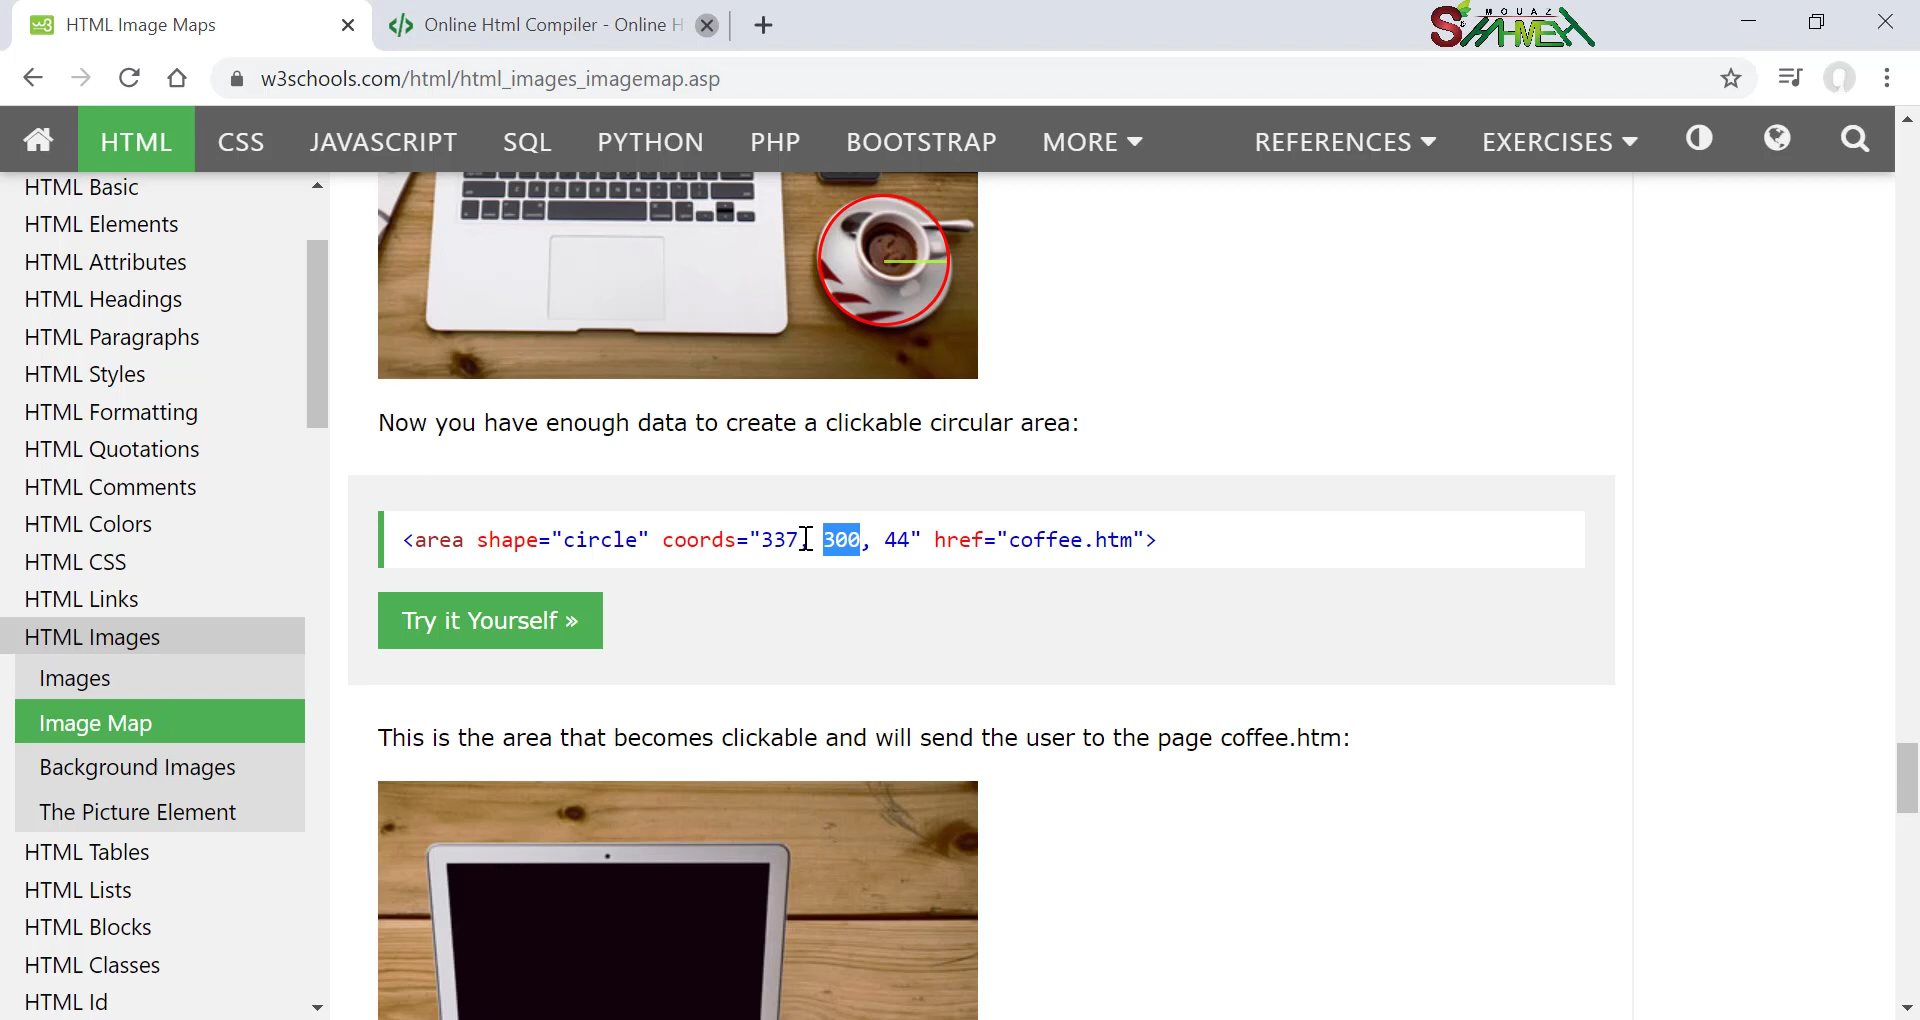 HTML Image Maps
Online Html Compiler - Online H
MOUAZ
SHAHMEH
w3schools.com/html/html_images_imagemap.asp
HTML CSS JAVASCRIPT SQL PYTHON PHP BOOTSTRAP MORE REFERENCES EXERCISES
HTML Basic
HTML Elements
HTML Attributes
HTML Headings
HTML Paragraphs
HTML Styles
HTML Formatting
HTML Quotations
HTML Comments
HTML Colors
HTML CSS
HTML Links
HTML Images
Images
Image Map
Background Images
The Picture Element
HTML Tables
HTML Lists
HTML Blocks
HTML Classes
HTML Id
Now you have enough data to create a clickable circular area:
<area shape="circle" coords="337, 300, 44" href="coffee.htm">
Try it Yourself »
This is the area that becomes clickable and will send the user to the page coffee.htm: